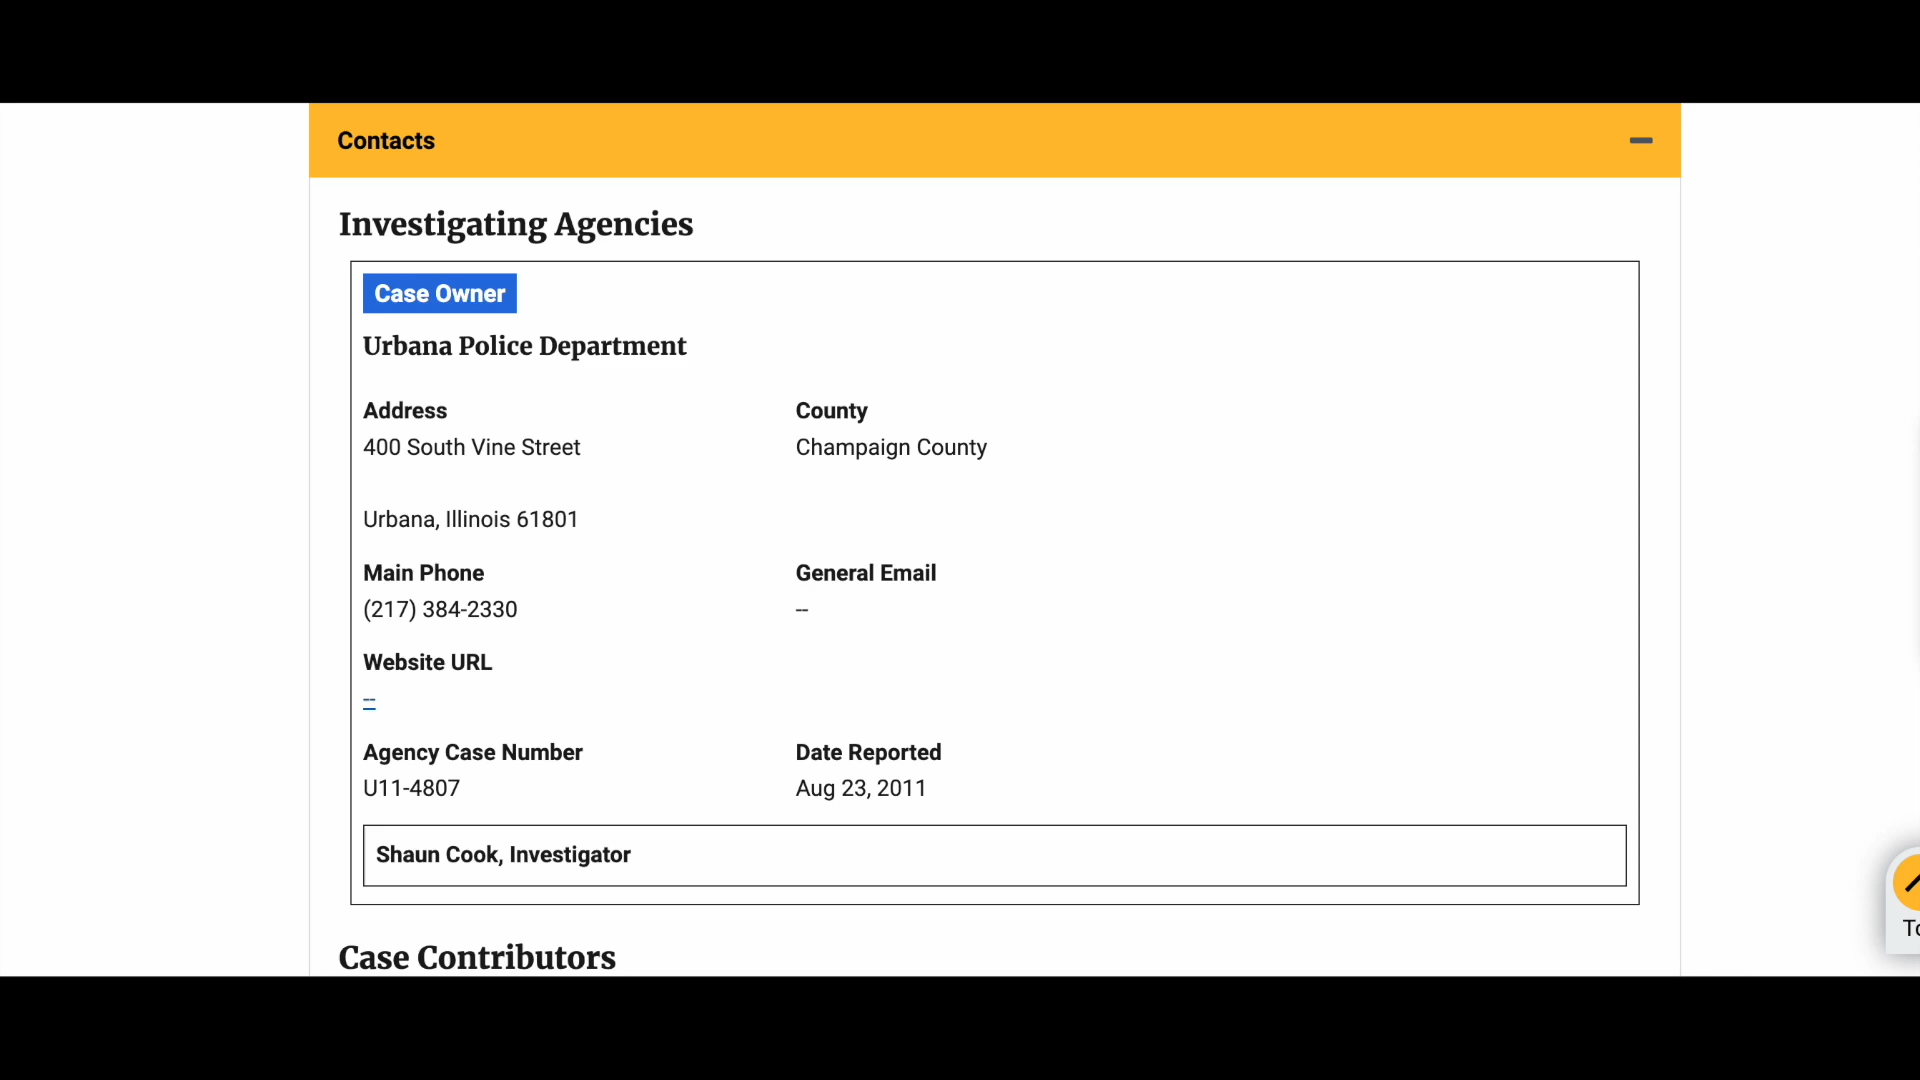 Contacts
Investigating Agencies
Case Owner
Urbana Police Department
Address
County
400 South Vine Street
Champaign County
Urbana, Illinois 61801
Main Phone
General Email
(217) 384-2330
--
Website URL
--
Agency Case Number
Date Reported
U11-4807
Aug 23, 2011
Shaun Cook, Investigator
Case Contributors